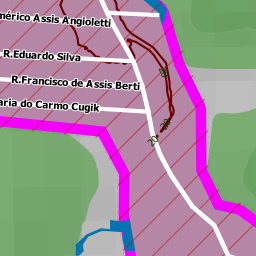 mérico Assis Angioletti
R.Eduardo Silva
R.Francisco de Assis Berti
aria do Carmo Cugik
20